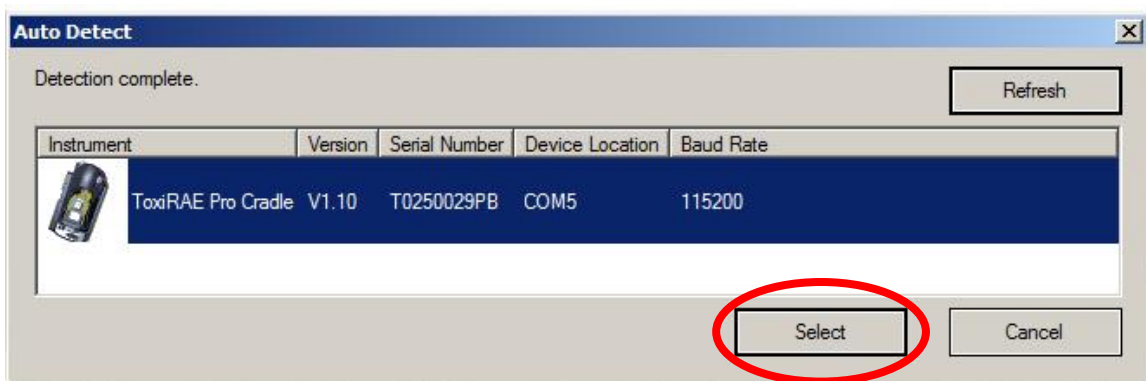 Auto Detect
Detection complete.
Refresh
Instrument Version Serial Number Device Location Baud Rate
ToxiRAE Pro Cradle V1.10 T0250029PB COM5 115200
Select Cancel